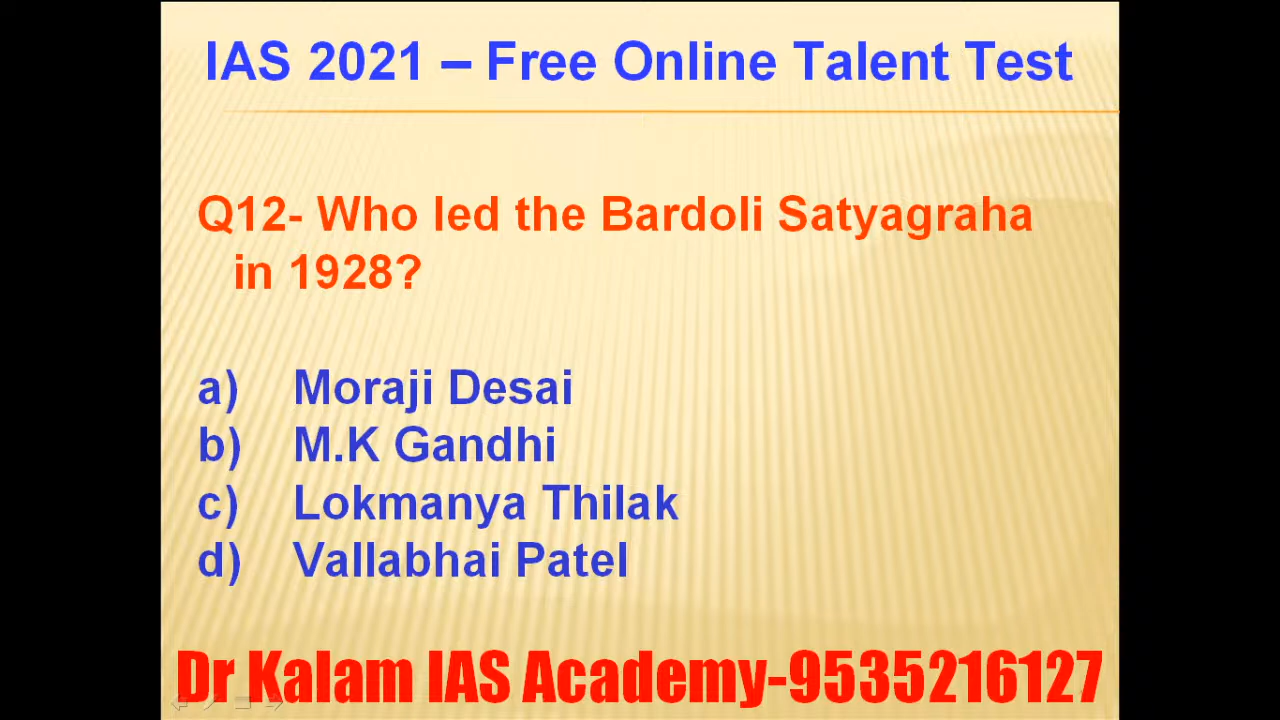 IAS 2021 – Free Online Talent Test
Q12- Who led the Bardoli Satyagraha
in 1928?
a) Moraji Desai
b) M.K Gandhi
c) Lokmanya Thilak
d) Vallabhai Patel
Dr Kalam IAS Academy-9535216127